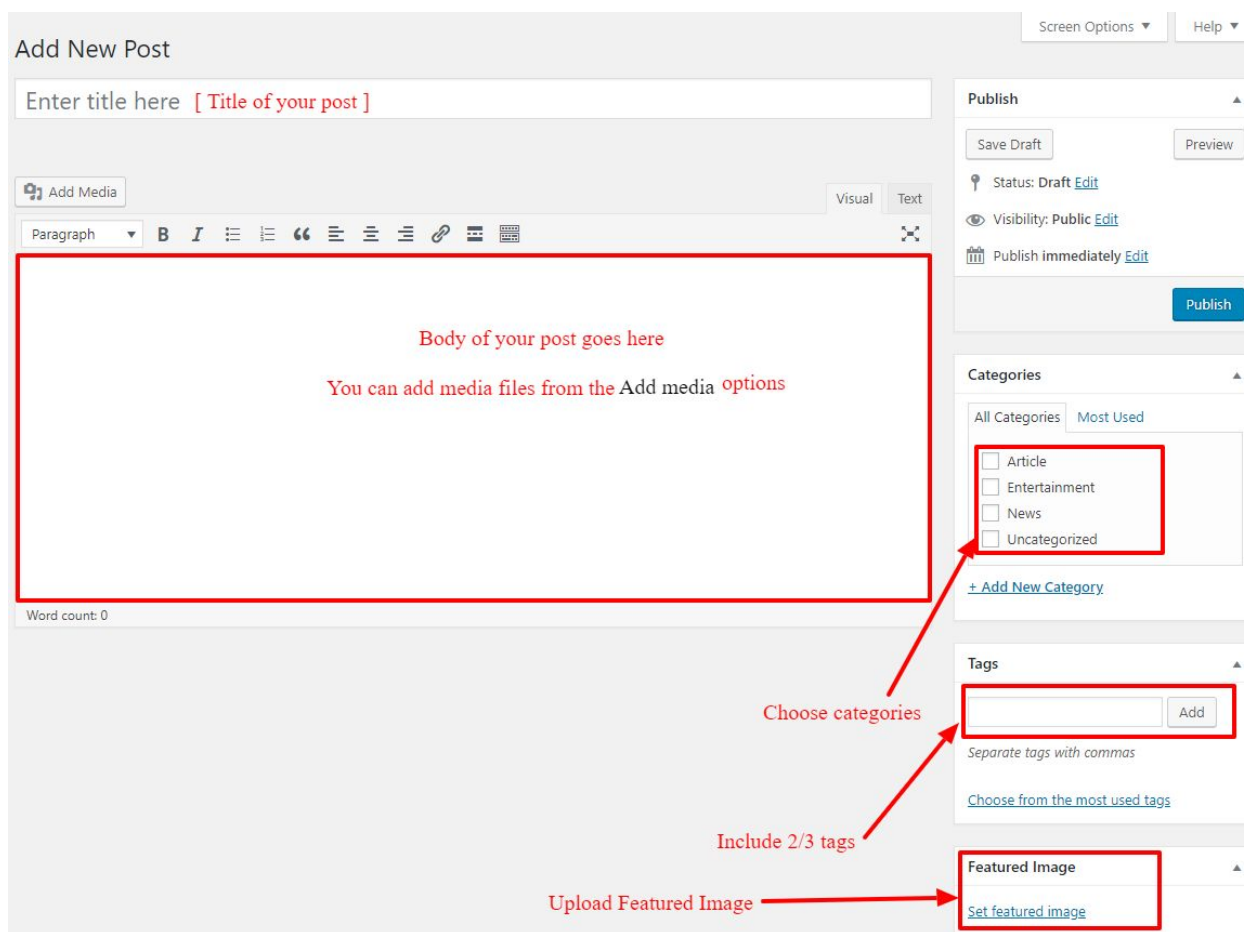 Screen Options ▼ Help ▼
Add New Post
Enter title here [ Title of your post ]
Add Media
Visual Text
Paragraph ▼ B I
Body of your post goes here
You can add media files from the Add media options
Word count: 0
Publish
Save Draft Preview
Status: Draft Edit
Visibility: Public Edit
Publish immediately Edit
Publish
Categories
All Categories Most Used
Article
Entertainment
News
Uncategorized
+ Add New Category
Choose categories
Tags
Add
Separate tags with commas
Choose from the most used tags
Include 2/3 tags
Featured Image
Set featured image
Upload Featured Image